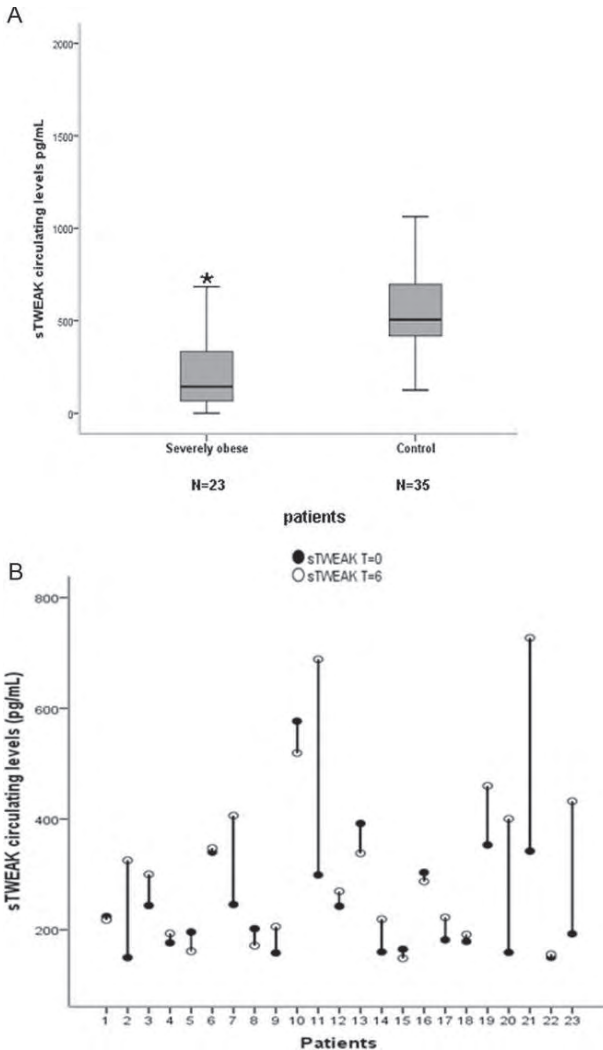 A
sTWEAK circulating levels pg/mL
2000
1500
1000
500
0
*
Severely obese
Control
N=23
N=35
patients
B
sTWEAK T=0
sTWEAK T=6
sTWEAK circulating levels (pg/mL)
800
600
400
200
1 2 3 4 5 6 7 8 9 10 11 12 13 14 15 16 17 18 19 20 21 22 23
Patients